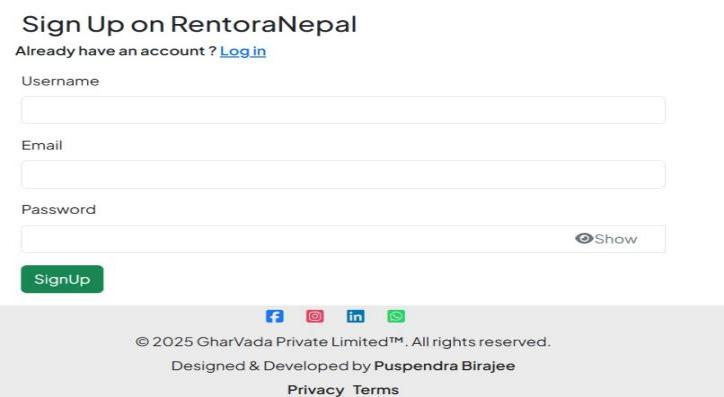 Sign Up on RentoraNepal
Already have an account ? Log in
Username
Email
Password
Show
SignUp
© 2025 GharVada Private Limited™. All rights reserved.
Designed & Developed by Puspendra Birajee
Privacy Terms